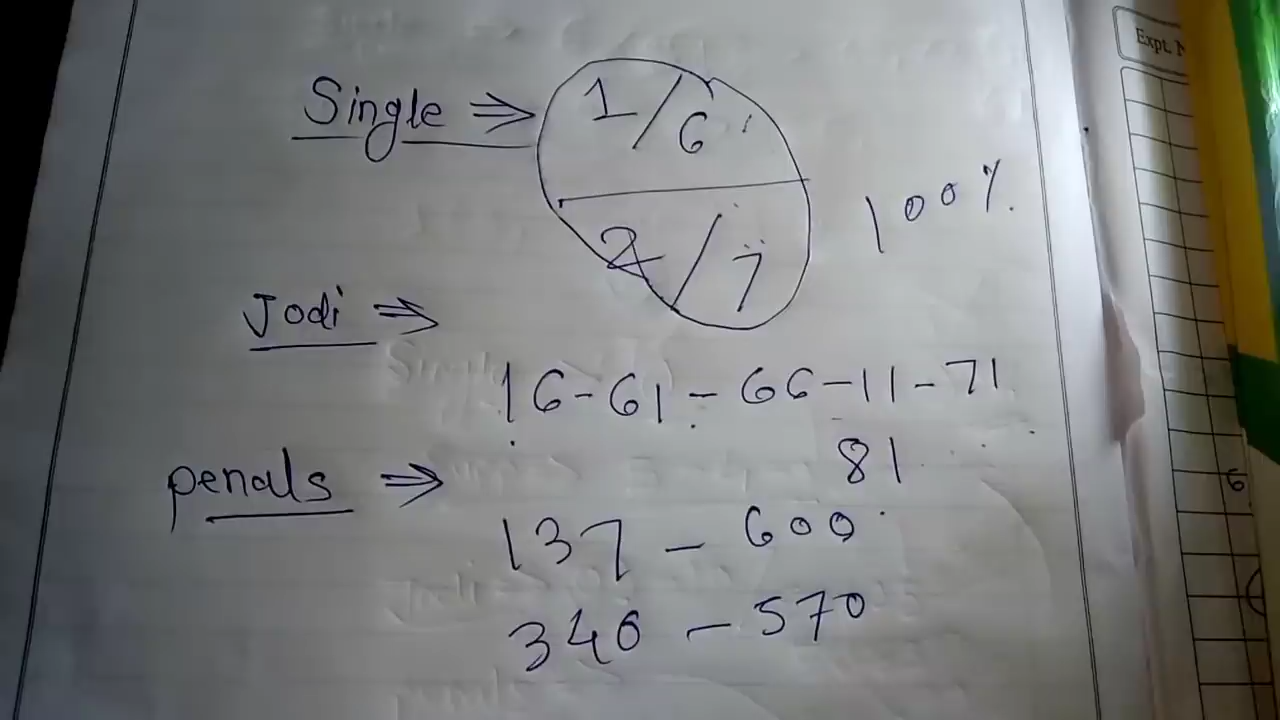 Expt. N
Single ⇒ 1/6
2/7
100%
Jodi ⇒
16-61-66-11-71
81
penals ⇒
137-600
340-570
6